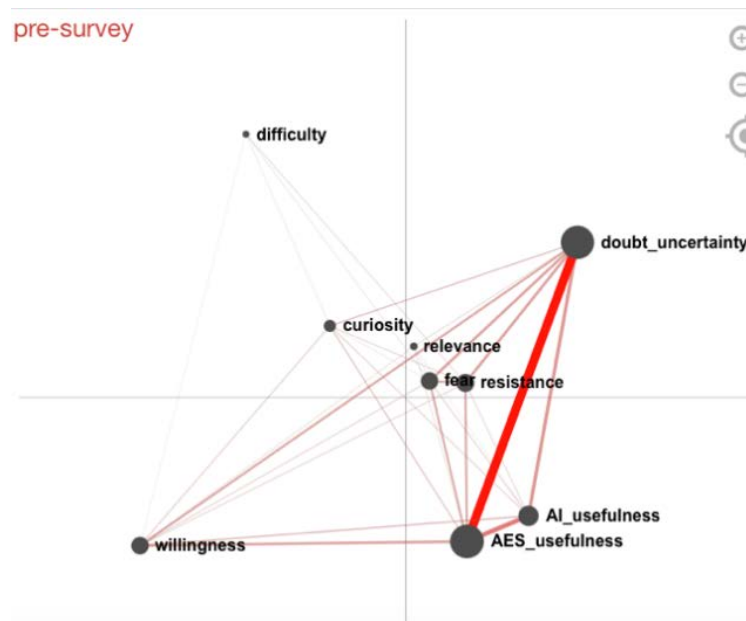 pre-survey
difficulty
doubt_uncertainty
curiosity
relevance
fear
resistance
AI_usefulness
AES_usefulness
willingness